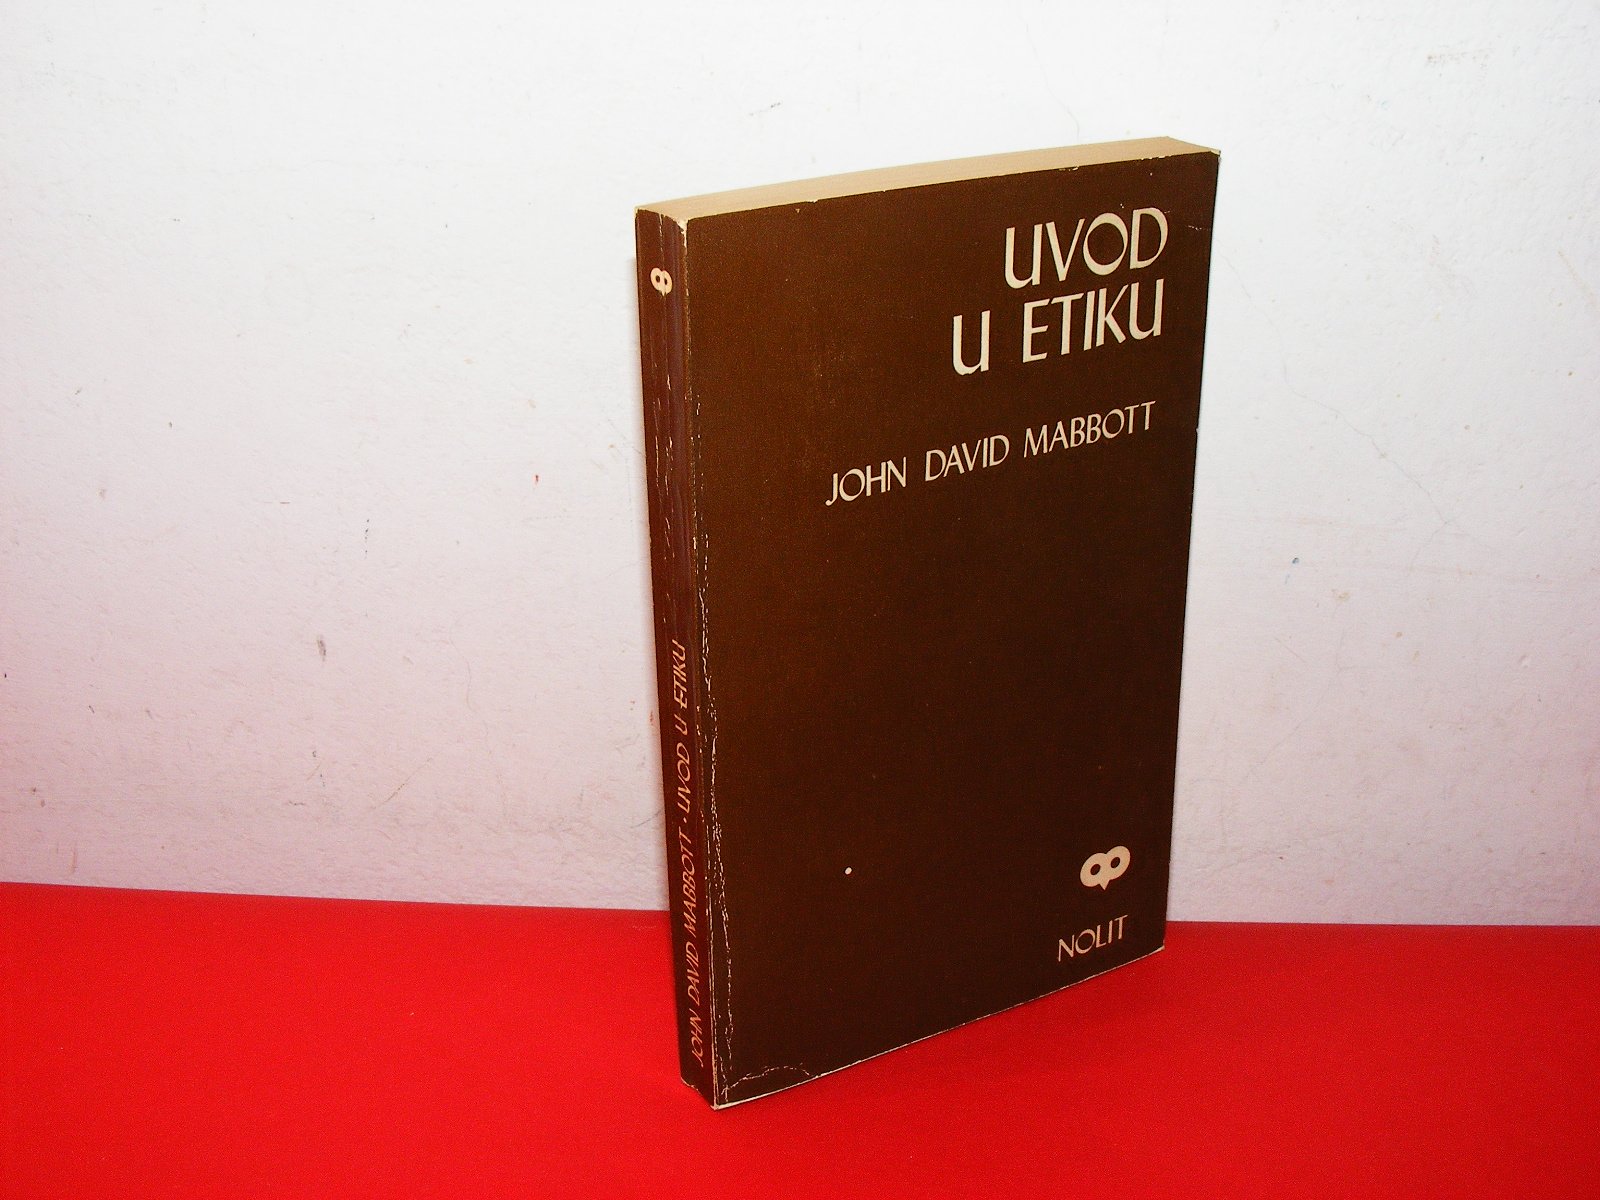 UVOD
U ETIKU
JOHN DAVID MABBOTT
NOLIT
JOHN DAVID MABBOTT • UVOD U ETIKU